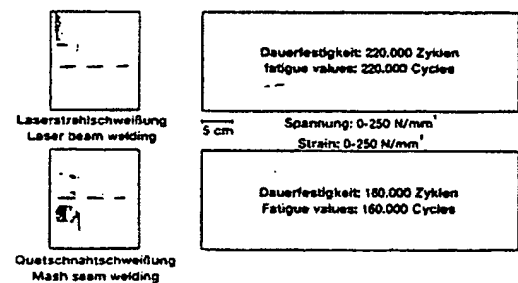 Dauerfestigkeit: 220.000 Zyklen
fatigue values: 220.000 Cycles
Laserstrahlschweißung
Laser beam welding
5 cm
Spannung: 0-250 N/mm²
Strain: 0-250 N/mm²
Dauerfestigkeit: 160.000 Zyklen
Fatigue values: 160.000 Cycles
Quetschnahtschweißung
Mash seam welding